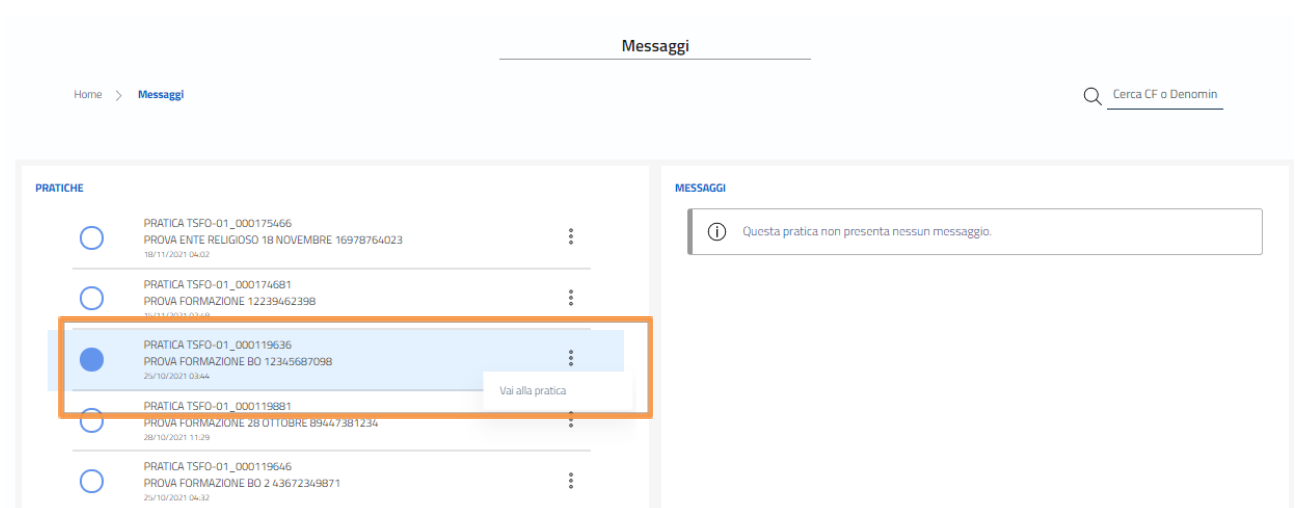 Messaggi
Home > Messaggi
Cerca CF o Denomin
PRATICHE
PRATICA TSFO-01_000175466
PROVA ENTE RELIGIOSO 18 NOVEMBRE 16978764023
18/11/2021 04:02
PRATICA TSFO-01_000174681
PROVA FORMAZIONE 12239462398
PRATICA TSFO-01_000119636
PROVA FORMAZIONE BO 12345687098
25/10/2021 03:44
Vai alla pratica
PRATICA TSFO-01_000119881
PROVA FORMAZIONE 28 OTTOBRE 89447381234
28/10/2021 11:29
PRATICA TSFO-01_000119646
PROVA FORMAZIONE BO 2 43672349871
25/10/2021 04:32
MESSAGGI
Questa pratica non presenta nessun messaggio.